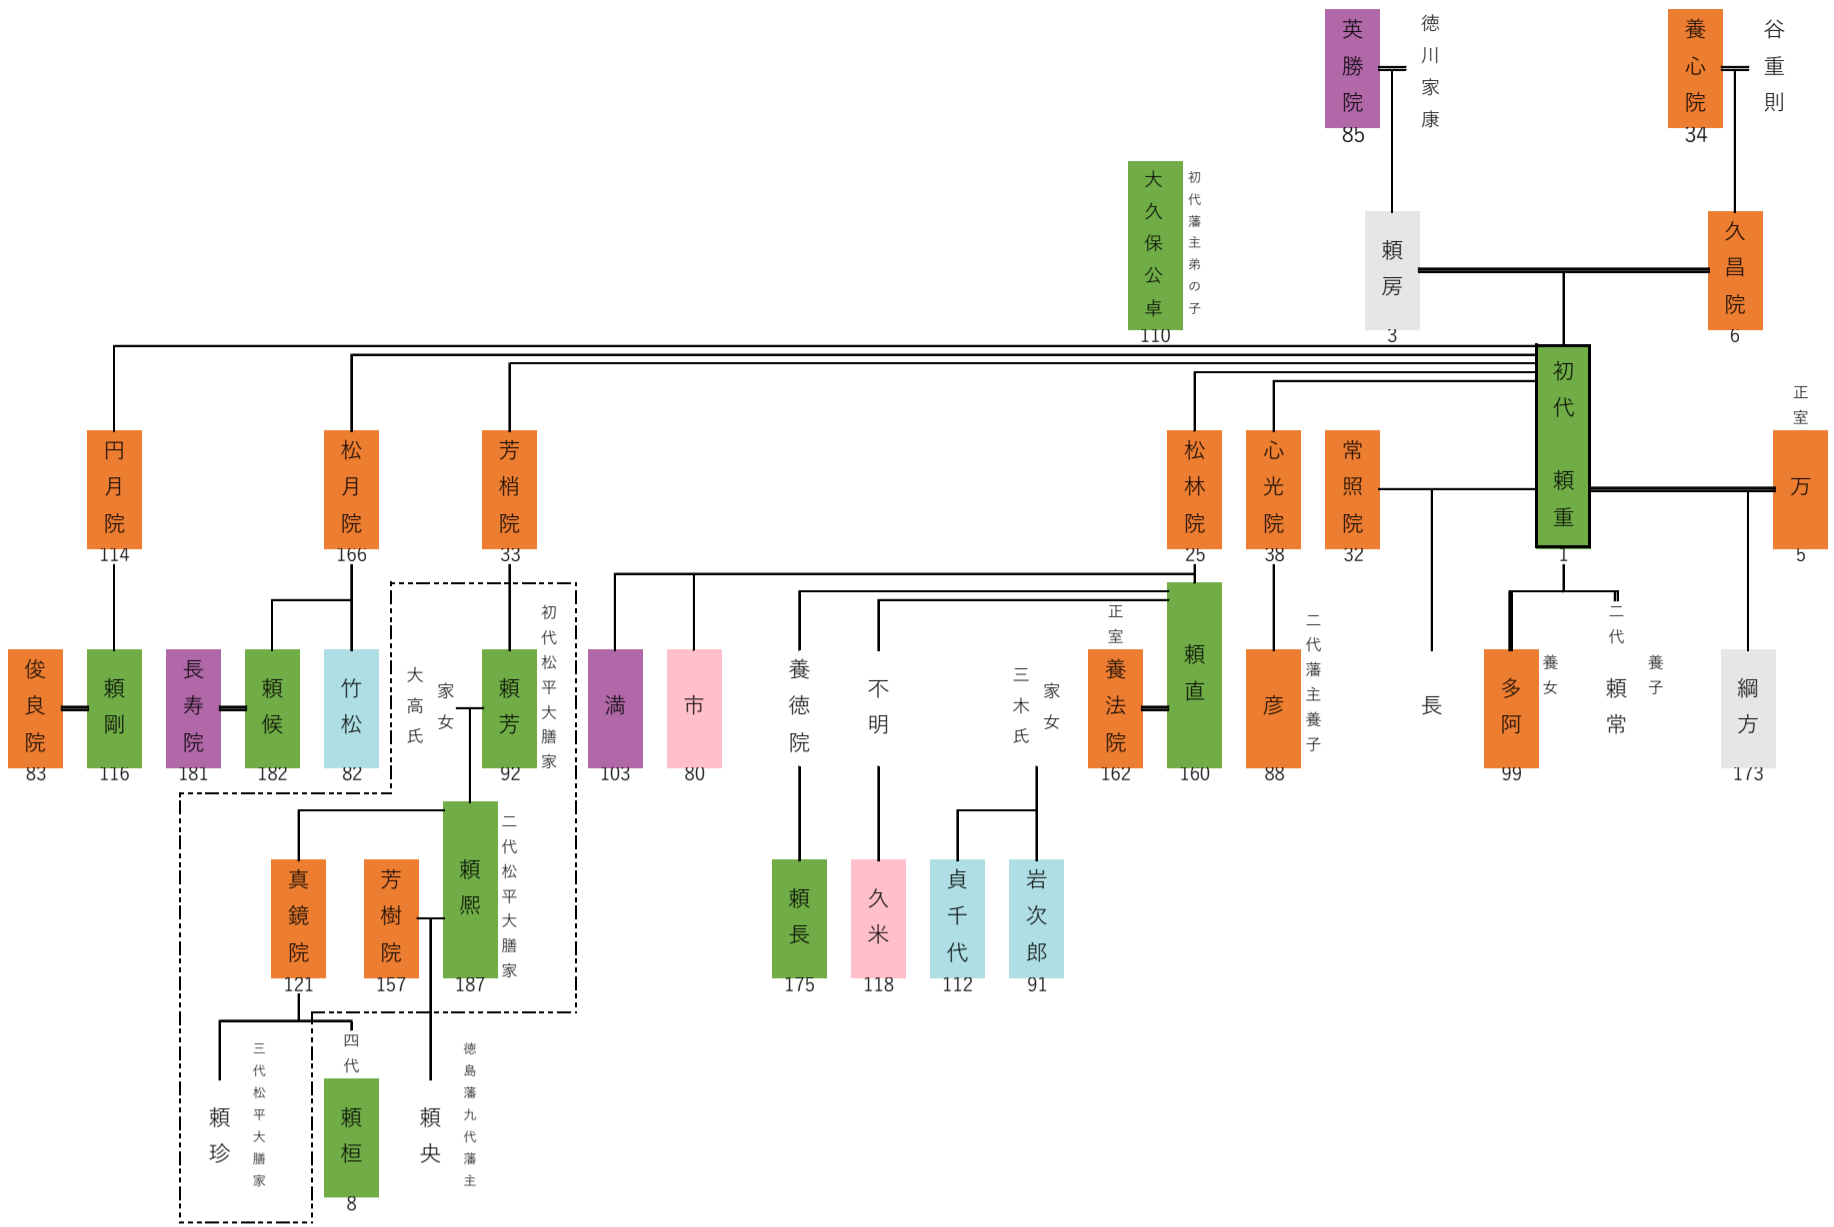 谷重則
養心院
34
徳川家康
英勝院
85
久昌院
6
頼房
3
初代藩主弟の子
大久保公卓
110
正室
万
5
初代 頼重
1
常照院
32
心光院
38
松林院
25
芳梢院
33
松月院
166
円月院
114
綱方
173
養子
二代 頼常
養女
多阿
99
長
二代藩主養子
彦
88
頼直
160
正室
養法院
162
家女
三木氏
不明
養徳院
市
80
満
103
初代松平大膳家
頼芳
92
家女
大高氏
竹松
82
頼候
182
長寿院
181
頼剛
116
俊良院
83
岩次郎
91
貞千代
112
久米
118
頼長
175
二代松平大膳家
頼熈
187
芳樹院
157
真鏡院
121
徳島藩九代藩主
頼央
四代
頼桓
8
三代松平大膳家
頼珍